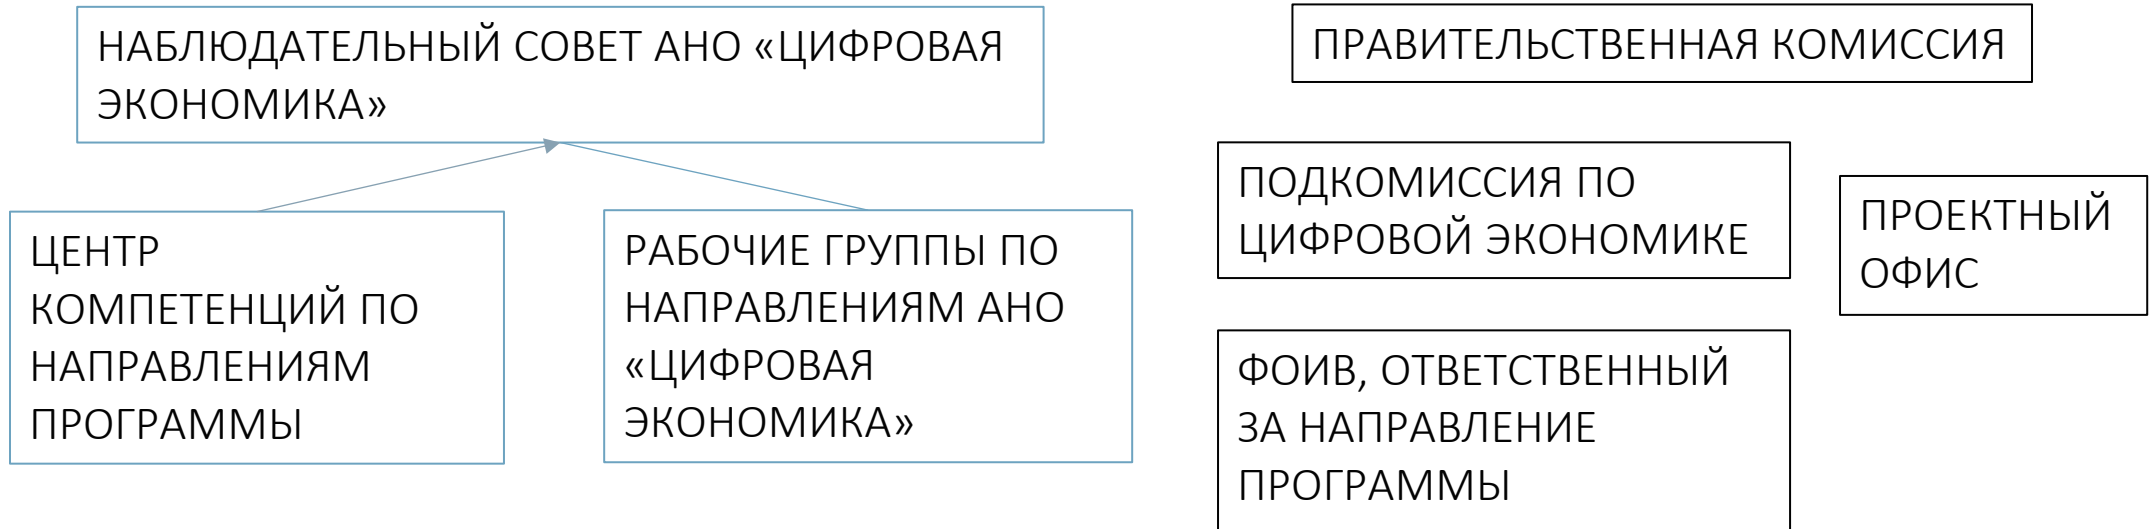 НАБЛЮДАТЕЛЬНЫЙ СОВЕТ АНО «ЦИФРОВАЯ
ЭКОНОМИКА»
ЦЕНТР
КОМПЕТЕНЦИЙ ПО
НАПРАВЛЕНИЯМ
ПРОГРАММЫ
РАБОЧИЕ ГРУППЫ ПО
НАПРАВЛЕНИЯМ АНО
«ЦИФРОВАЯ
ЭКОНОМИКА»
ПРАВИТЕЛЬСТВЕННАЯ КОМИССИЯ
ПОДКОМИССИЯ ПО
ЦИФРОВОЙ ЭКОНОМИКЕ
ПРОЕКТНЫЙ
ОФИС
ФОИВ, ОТВЕТСТВЕННЫЙ
ЗА НАПРАВЛЕНИЕ
ПРОГРАММЫ